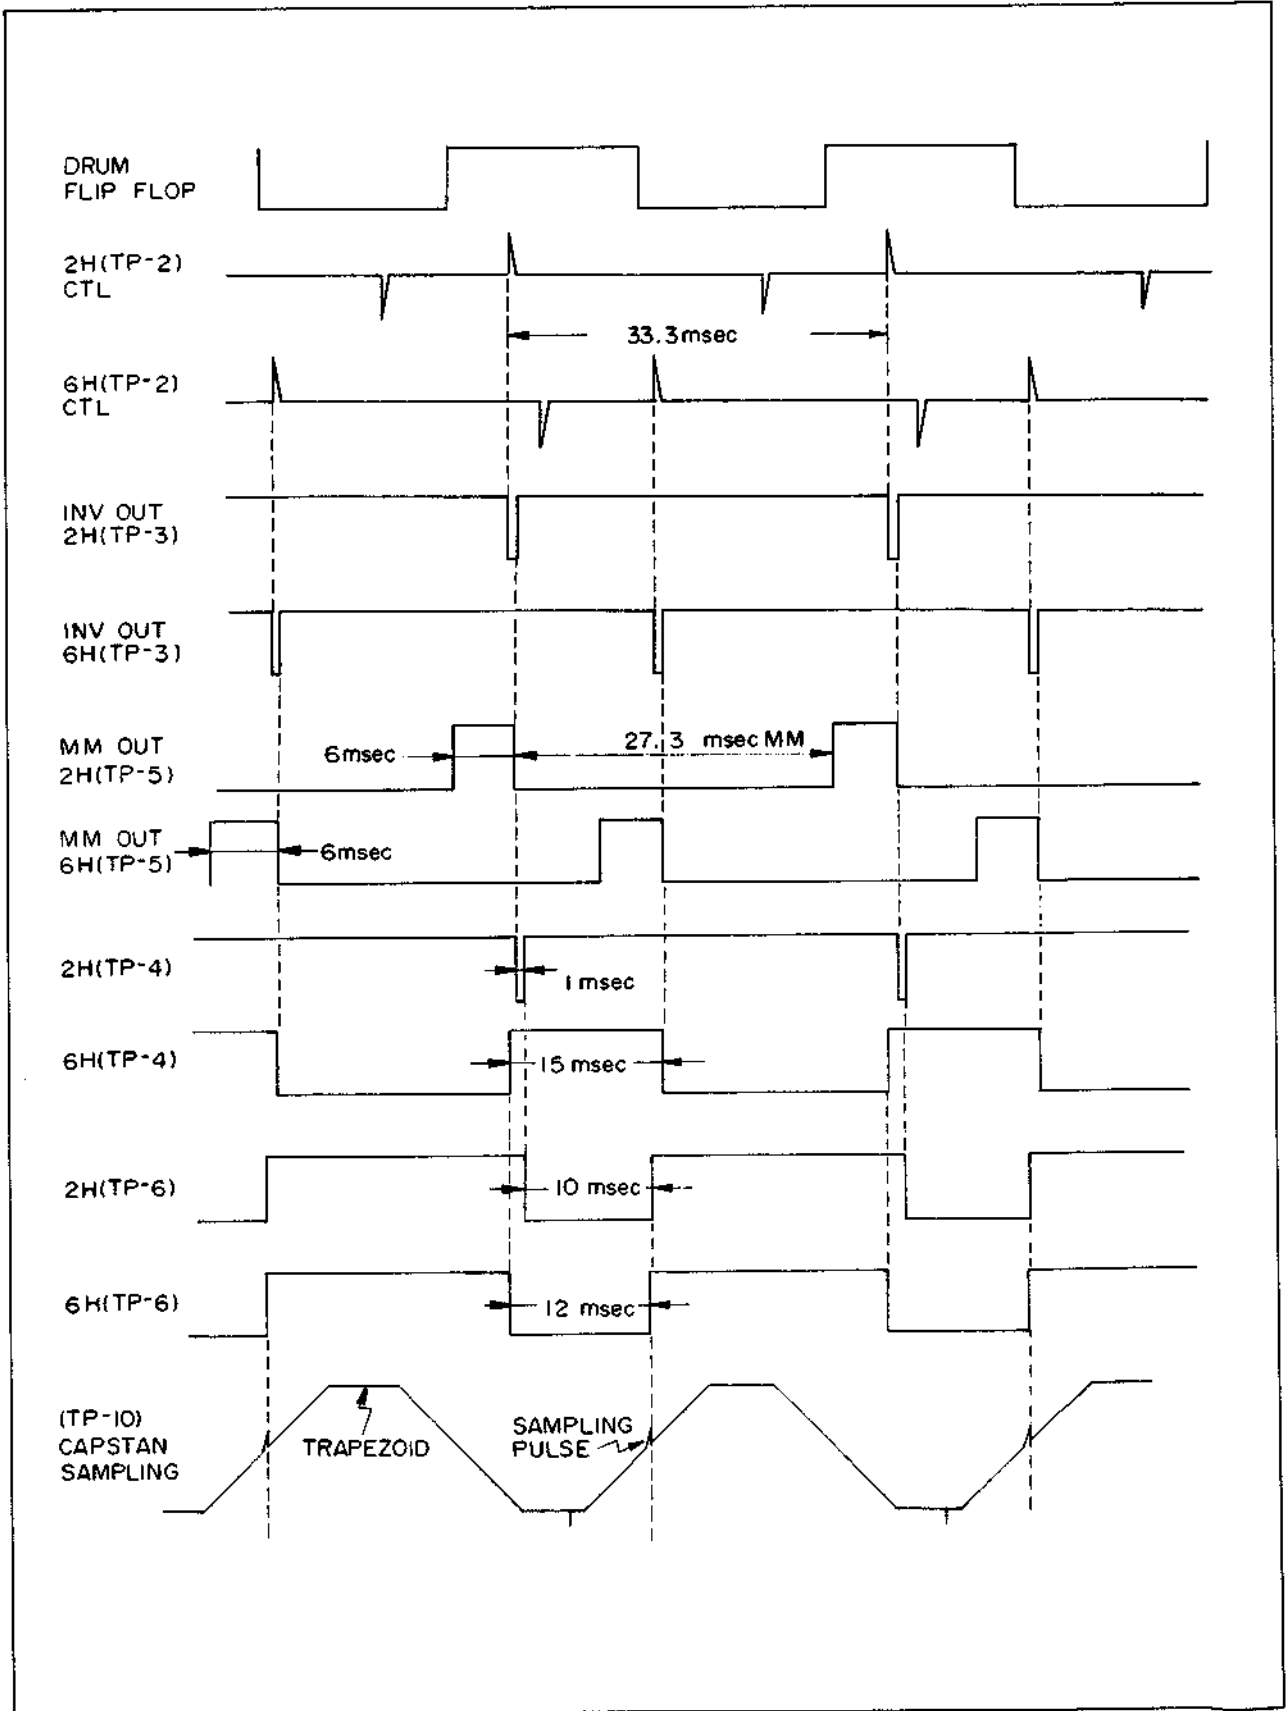 DRUM
FLIP FLOP
2H(TP-2)
CTL
33.3msec
6H(TP-2)
CTL
INV OUT
2H(TP-3)
INV OUT
6H(TP-3)
MM OUT
2H(TP-5)
6msec
27.3 msec MM
MM OUT
6H(TP-5)
6msec
2H(TP-4)
1msec
6H(TP-4)
15 msec
2H(TP-6)
10 msec
6H(TP-6)
12 msec
(TP-10)
CAPSTAN
SAMPLING
TRAPEZOID
SAMPLING
PULSE